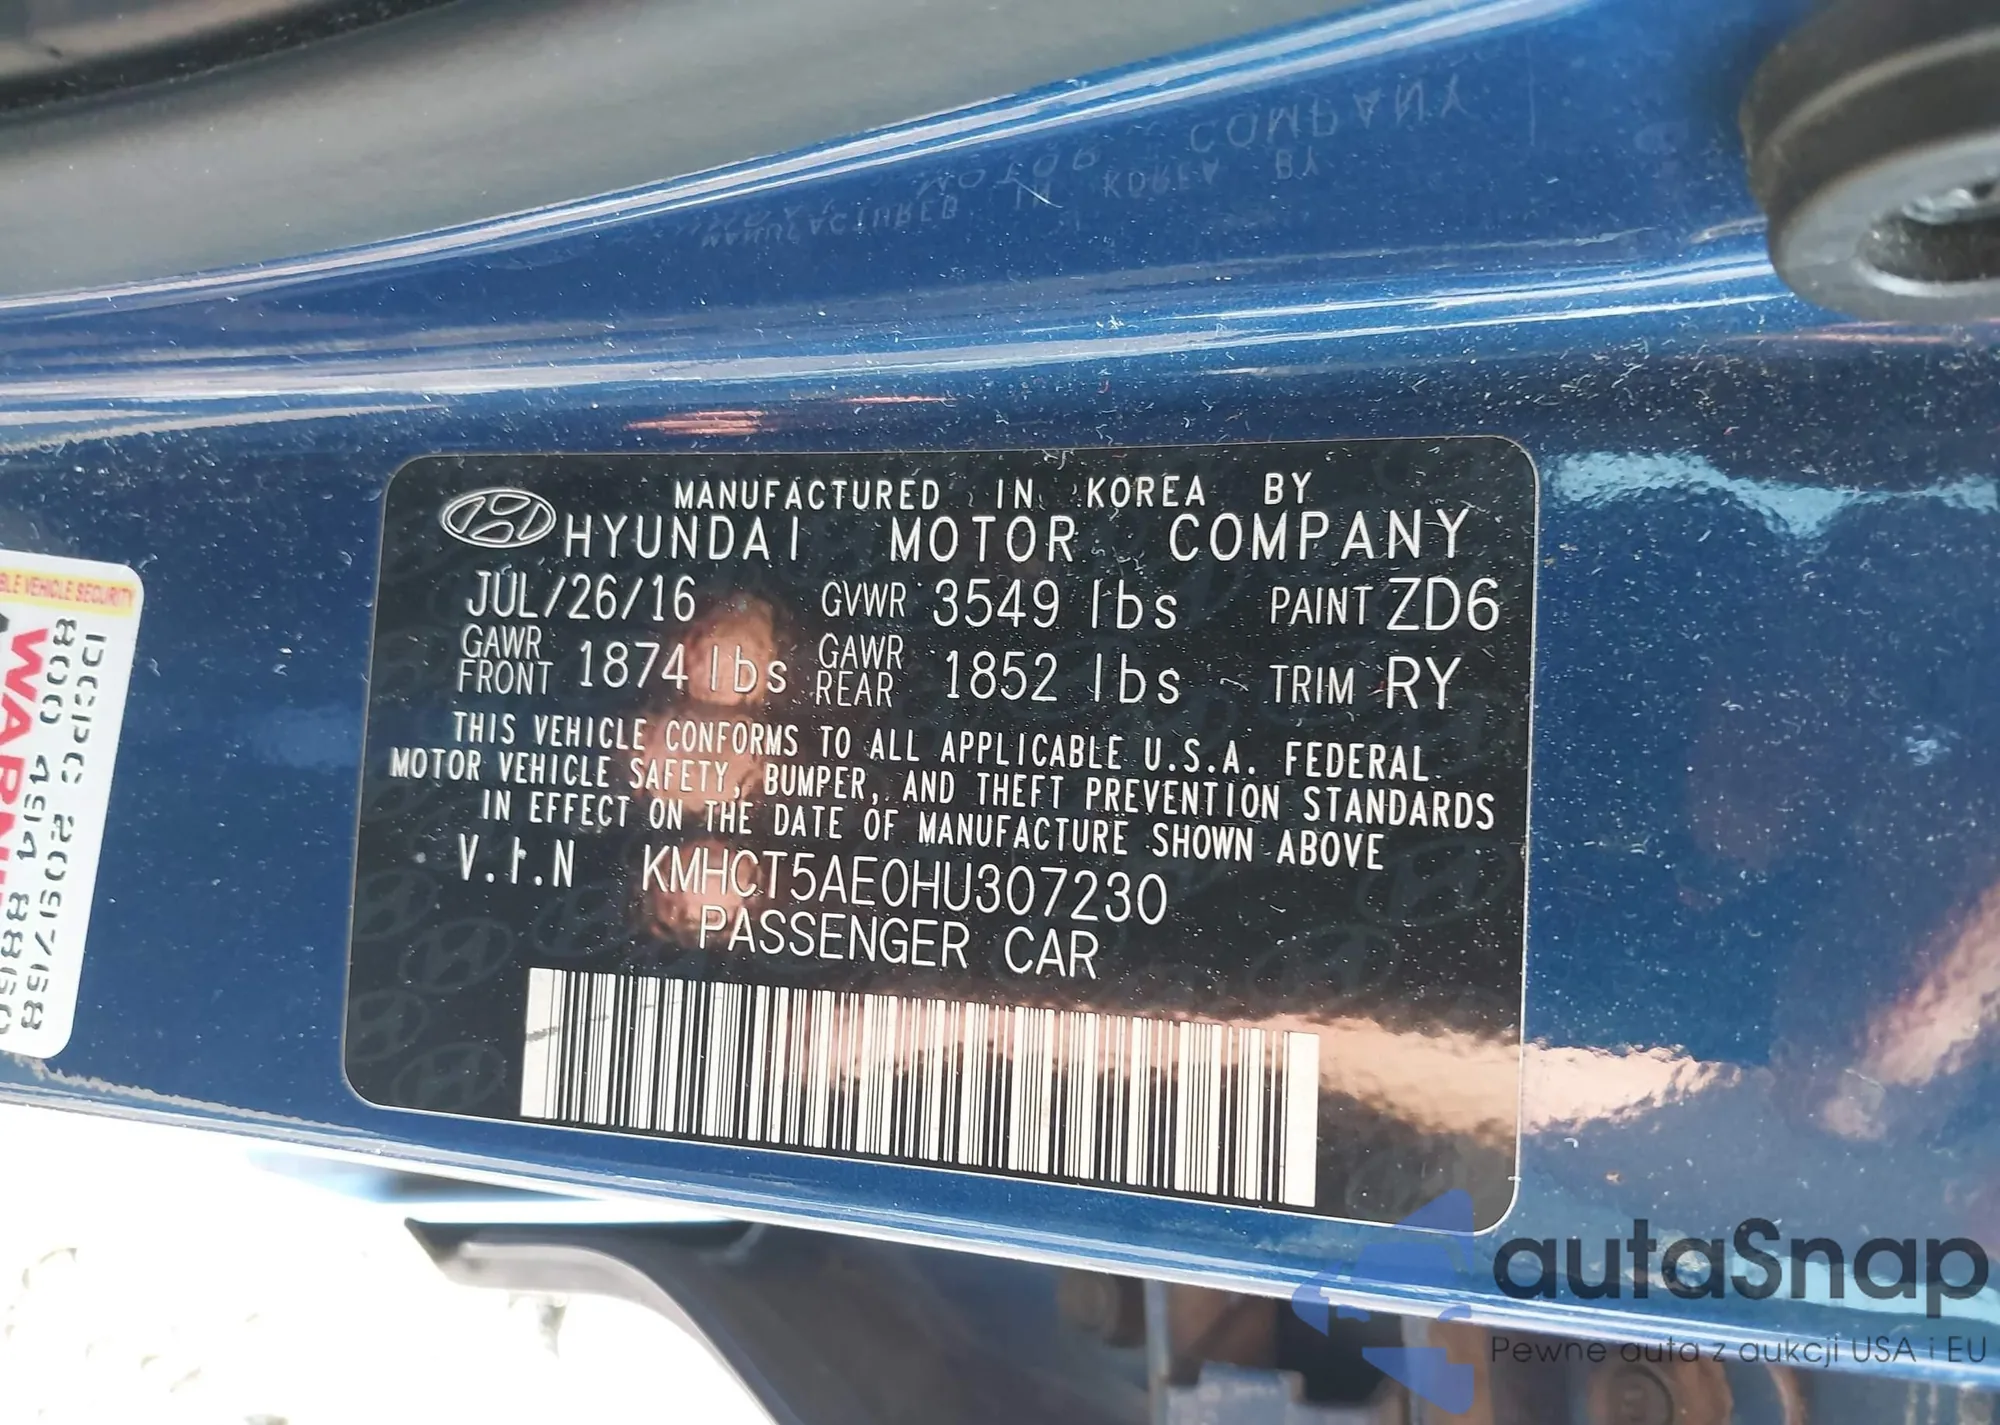 MANUFACTURED IN KOREA BY
HYUNDAI MOTOR COMPANY
JUL/26/16 GVWR 3549 lbs PAINT ZD6
GAWR FRONT 1874 lbs GAWR REAR 1852 lbs TRIM RY
THIS VEHICLE CONFORMS TO ALL APPLICABLE U.S.A. FEDERAL
MOTOR VEHICLE SAFETY, BUMPER, AND THEFT PREVENTION STANDARDS
IN EFFECT ON THE DATE OF MANUFACTURE SHOWN ABOVE
V.I.N KMHCT5AE0HU307230
PASSENGER CAR
VEHICLE SECURITY
autaSnap
Pewne auta z aukcji USA i EU